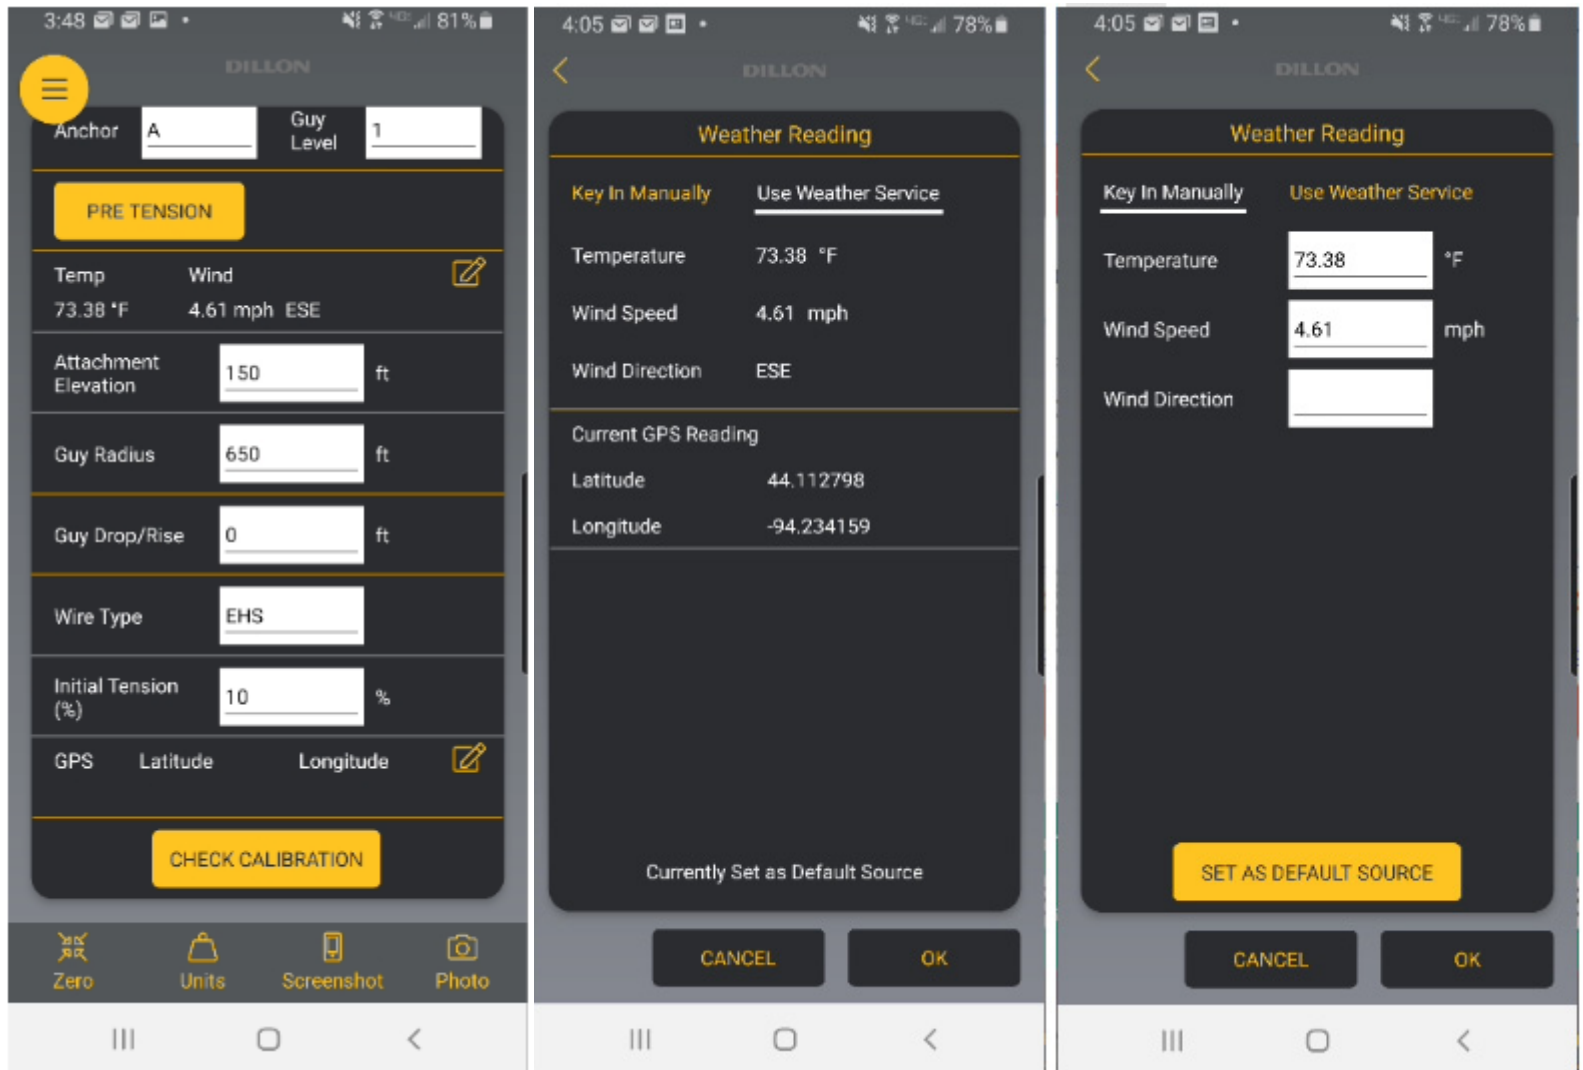 3:48 81%
DILLON
Anchor A Guy Level 1
PRE TENSION
Temp Wind
73.38 °F 4.61 mph ESE
Attachment Elevation 150 ft
Guy Radius 650 ft
Guy Drop/Rise 0 ft
Wire Type EHS
Initial Tension (%) 10 %
GPS Latitude Longitude
CHECK CALIBRATION
Zero Units Screenshot Photo
4:05 78%
DILLON
Weather Reading
Key In Manually Use Weather Service
Temperature 73.38 °F
Wind Speed 4.61 mph
Wind Direction ESE
Current GPS Reading
Latitude 44.112798
Longitude -94.234159
Currently Set as Default Source
CANCEL OK
4:05 78%
DILLON
Weather Reading
Key In Manually Use Weather Service
Temperature 73.38 °F
Wind Speed 4.61 mph
Wind Direction
SET AS DEFAULT SOURCE
CANCEL OK